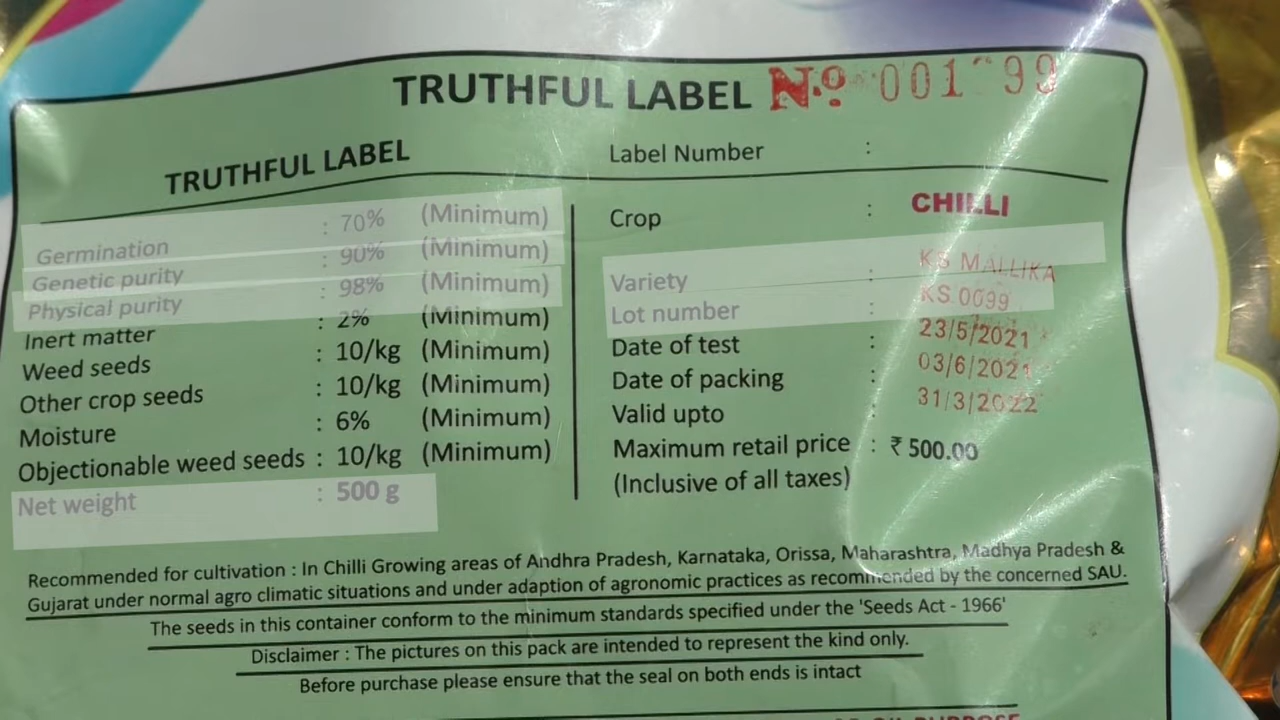 TRUTHFUL LABEL No. 001 99
TRUTHFUL LABEL
Germination : 70% (Minimum)
Genetic purity : 90% (Minimum)
Physical purity : 98% (Minimum)
Inert matter : 2% (Minimum)
Weed seeds : 10/kg (Minimum)
Other crop seeds : 10/kg (Minimum)
Moisture : 6% (Minimum)
Objectionable weed seeds : 10/kg (Minimum)
Net weight : 500 g
Label Number :
Crop : CHILLI
Variety : KS MALLIKA
Lot number : KS 0099
Date of test : 23/5/2021
Date of packing : 03/6/2021
Valid upto : 31/3/2022
Maximum retail price : ₹ 500.00
(Inclusive of all taxes)
Recommended for cultivation : In Chilli Growing areas of Andhra Pradesh, Karnataka, Orissa, Maharashtra, Madhya Pradesh &
Gujarat under normal agro climatic situations and under adaption of agronomic practices as recommended by the concerned SAU.
The seeds in this container conform to the minimum standards specified under the 'Seeds Act - 1966'
Disclaimer : The pictures on this pack are intended to represent the kind only.
Before purchase please ensure that the seal on both ends is intact